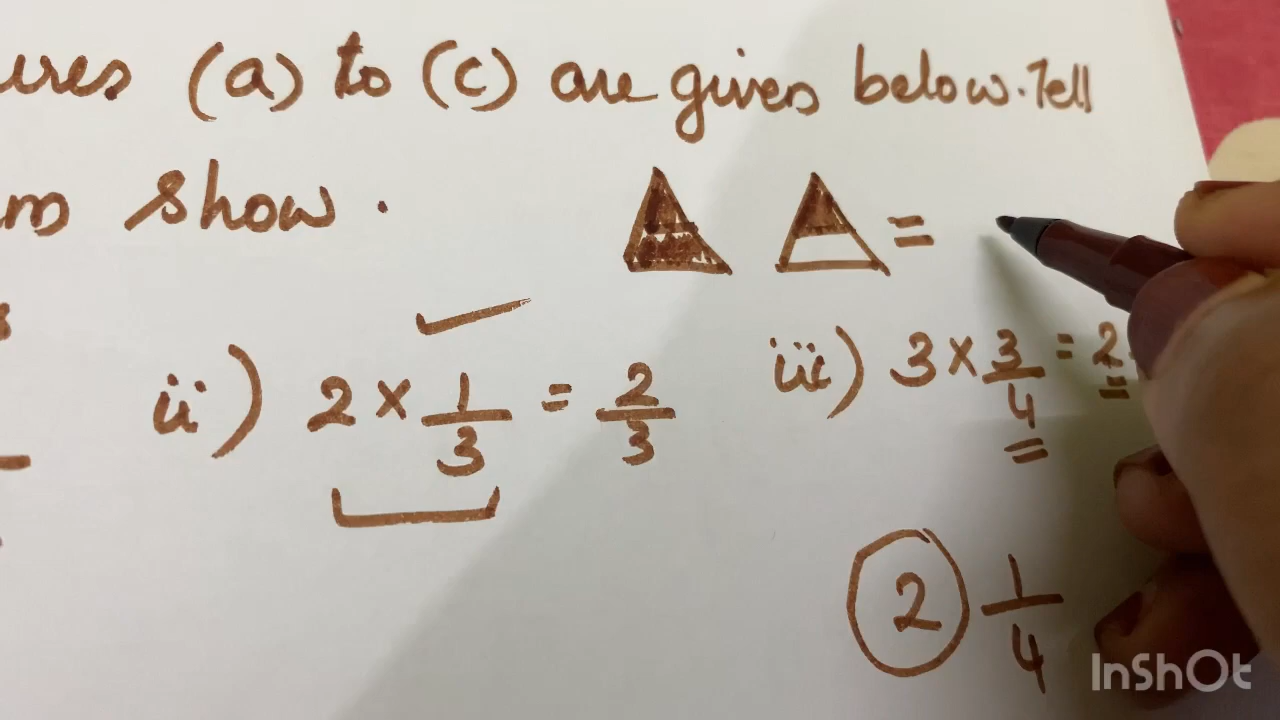 ures (a) to (c) are given below. Tell
ms show.
=
ii) 2 × 1/3 = 2/3
iii) 3 × 3/4 = 2
2 1/4
InShOt